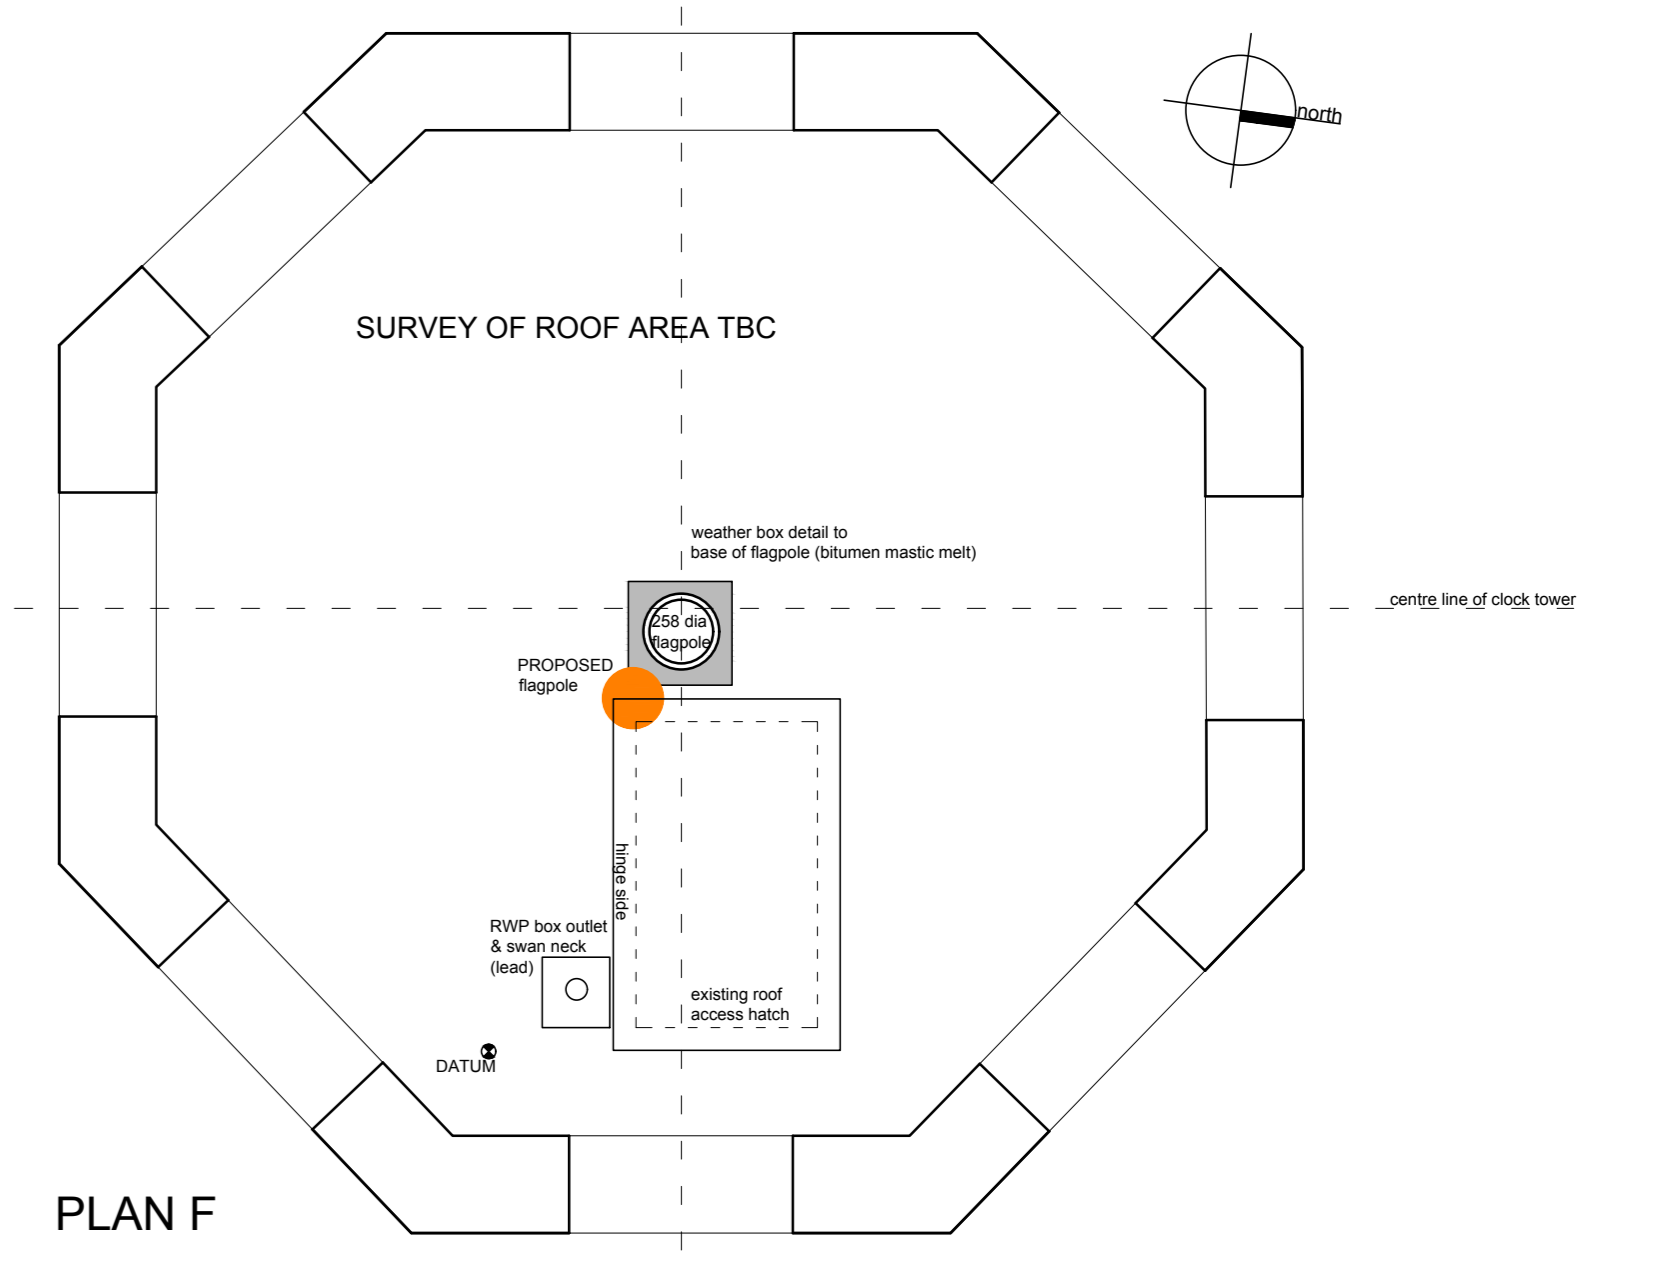 north
SURVEY OF ROOF AREA TBC
weather box detail to
base of flagpole (bitumen mastic melt)
centre line of clock tower
258 dia
flagpole
PROPOSED
flagpole
hinge side
RWP box outlet
& swan neck
(lead)
existing roof
access hatch
DATUM
PLAN F